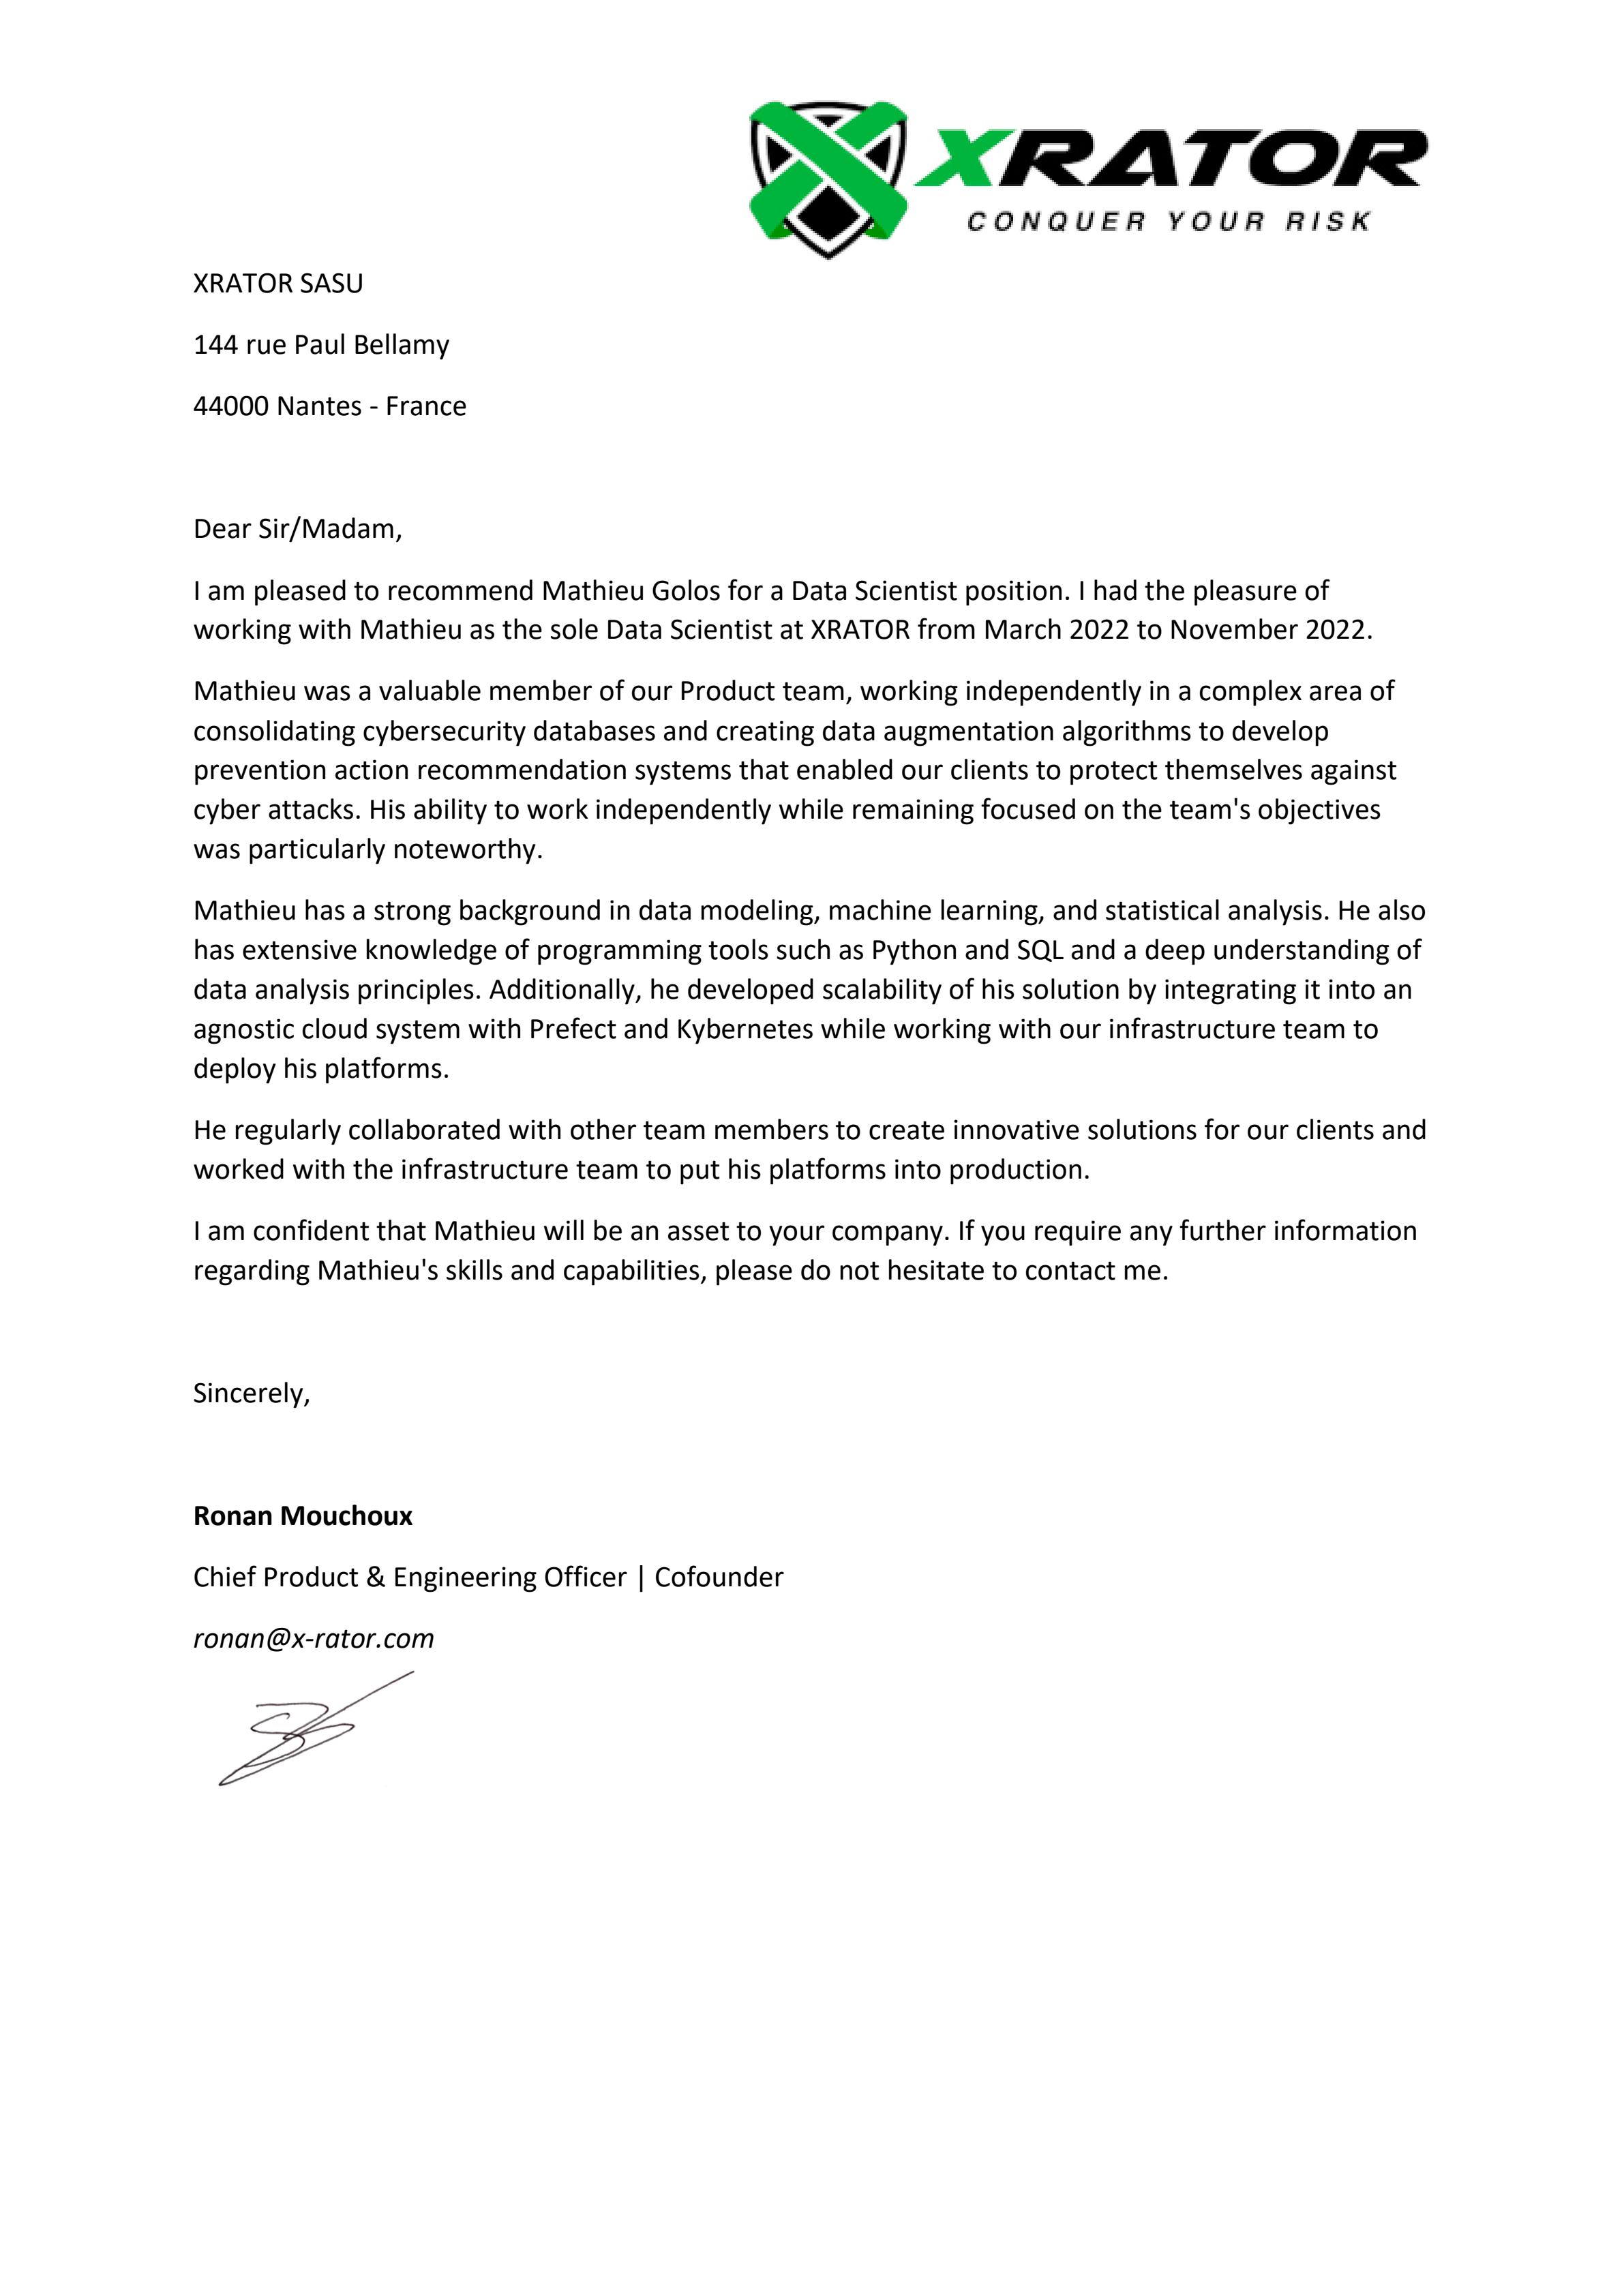 XRATOR
CONQUER YOUR RISK
XRATOR SASU
144 rue Paul Bellamy
44000 Nantes - France
Dear Sir/Madam,
I am pleased to recommend Mathieu Golos for a Data Scientist position. I had the pleasure of
working with Mathieu as the sole Data Scientist at XRATOR from March 2022 to November 2022.
Mathieu was a valuable member of our Product team, working independently in a complex area of
consolidating cybersecurity databases and creating data augmentation algorithms to develop
prevention action recommendation systems that enabled our clients to protect themselves against
cyber attacks. His ability to work independently while remaining focused on the team's objectives
was particularly noteworthy.
Mathieu has a strong background in data modeling, machine learning, and statistical analysis. He also
has extensive knowledge of programming tools such as Python and SQL and a deep understanding of
data analysis principles. Additionally, he developed scalability of his solution by integrating it into an
agnostic cloud system with Prefect and Kybernetes while working with our infrastructure team to
deploy his platforms.
He regularly collaborated with other team members to create innovative solutions for our clients and
worked with the infrastructure team to put his platforms into production.
I am confident that Mathieu will be an asset to your company. If you require any further information
regarding Mathieu's skills and capabilities, please do not hesitate to contact me.
Sincerely,
Ronan Mouchoux
Chief Product & Engineering Officer | Cofounder
ronan@x-rator.com